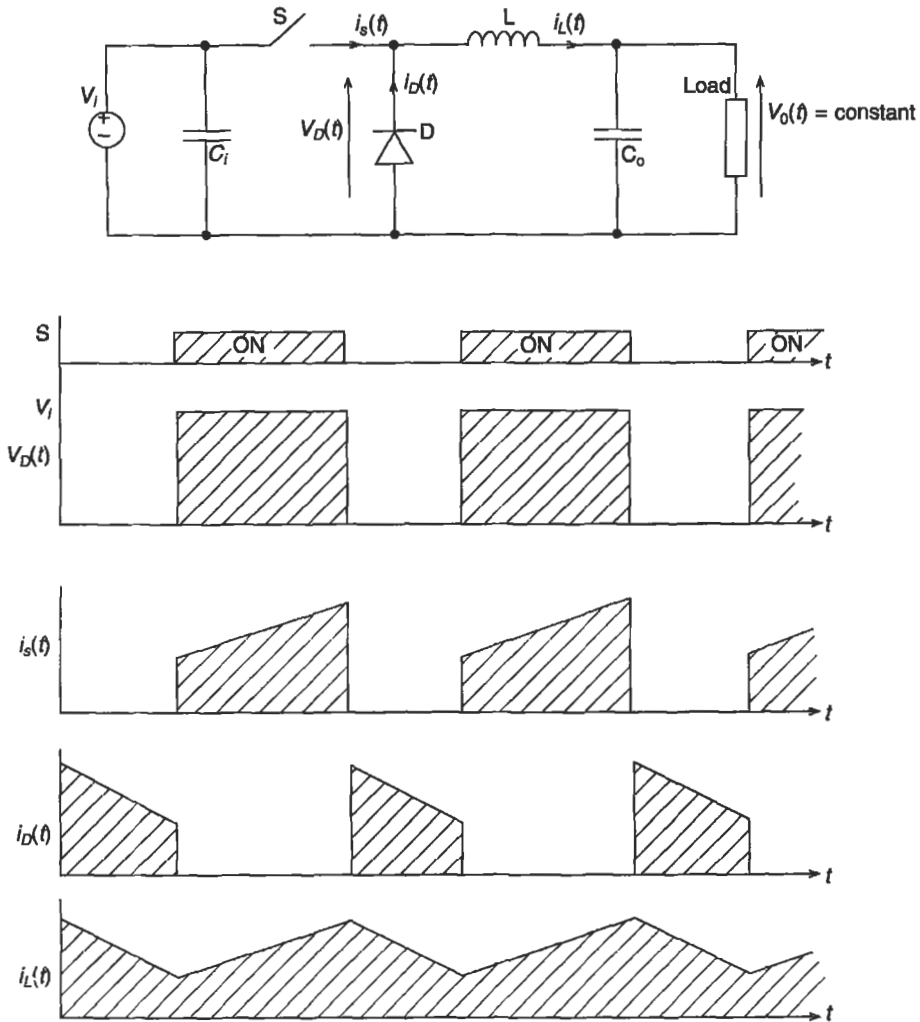 S
i_s(t)
L
i_L(t)
V_i
+
−
C_i
V_D(t)
i_D(t)
D
C_o
Load
V_0(t) = constant
S
ON
ON
ON
t
V_i
V_D(t)
t
i_s(t)
t
i_D(t)
t
i_L(t)
t